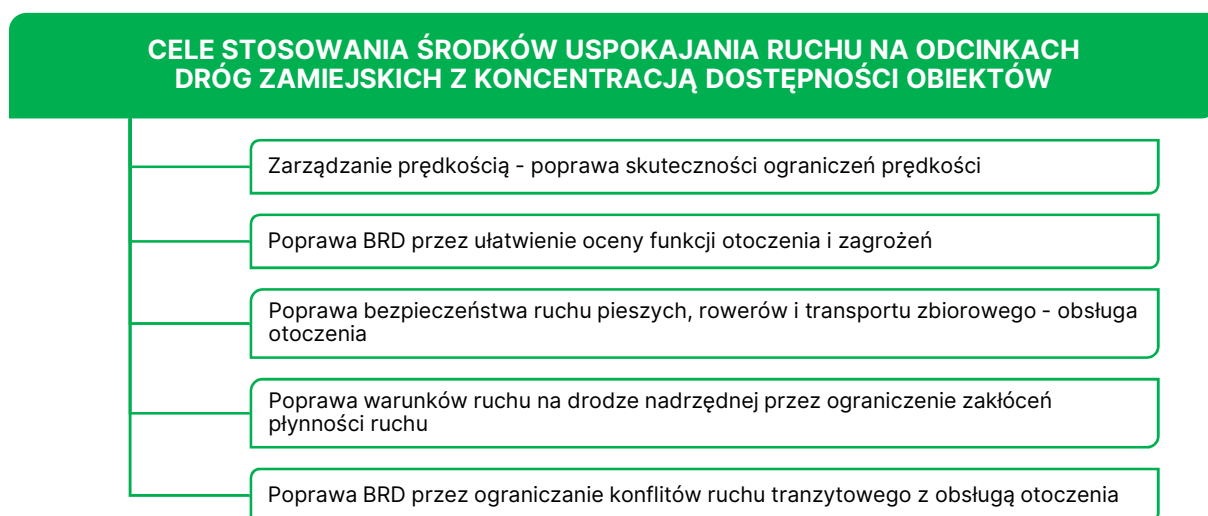 CELE STOSOWANIA ŚRODKÓW USPOKAJANIA RUCHU NA ODCINKACH
DRÓG ZAMIEJSKICH Z KONCENTRACJĄ DOSTĘPNOŚCI OBIEKTÓW
Zarządzanie prędkością - poprawa skuteczności ograniczeń prędkości
Poprawa BRD przez ułatwienie oceny funkcji otoczenia i zagrożeń
Poprawa bezpieczeństwa ruchu pieszych, rowerów i transportu zbiorowego - obsługa
otoczenia
Poprawa warunków ruchu na drodze nadrzędnej przez ograniczenie zakłóceń
płynności ruchu
Poprawa BRD przez ograniczanie konfliktów ruchu tranzytowego z obsługą otoczenia